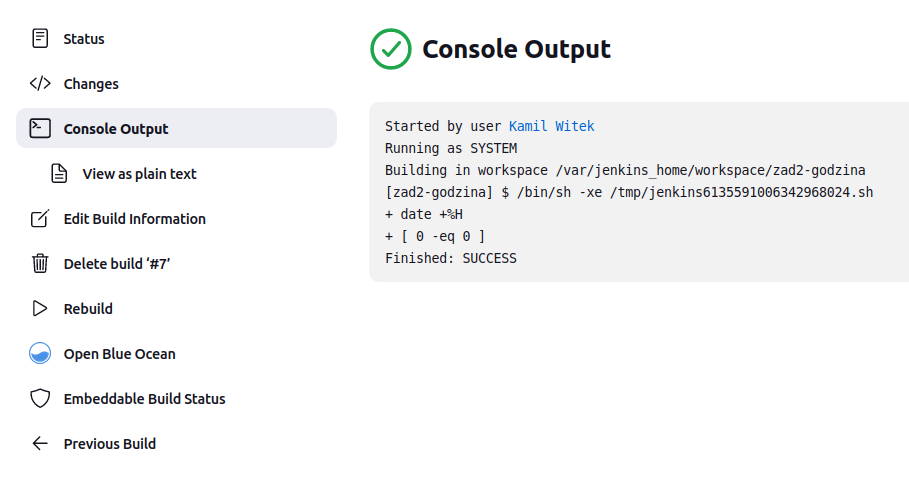 Status
Changes
Console Output
View as plain text
Edit Build Information
Delete build ‘#7’
Rebuild
Open Blue Ocean
Embeddable Build Status
Previous Build
Console Output
Started by user Kamil Witek
Running as SYSTEM
Building in workspace /var/jenkins_home/workspace/zad2-godzina
[zad2-godzina] $ /bin/sh -xe /tmp/jenkins6135591006342968024.sh
+ date +%H
+ [ 0 -eq 0 ]
Finished: SUCCESS